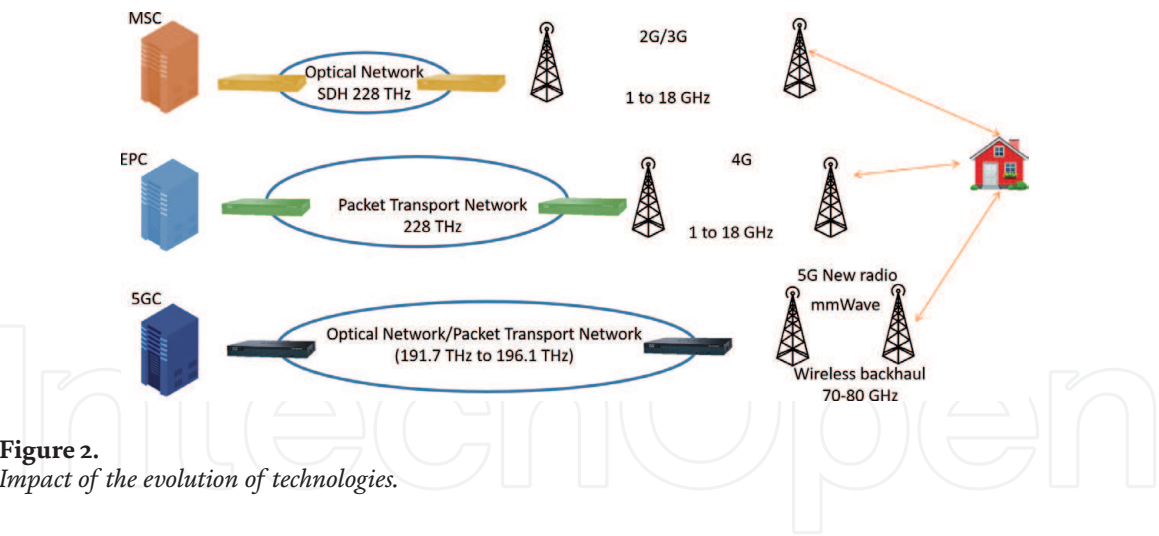 MSC
Optical Network
SDH 228 THz
2G/3G
1 to 18 GHz
EPC
Packet Transport Network
228 THz
4G
1 to 18 GHz
5GC
Optical Network/Packet Transport Network
(191.7 THz to 196.1 THz)
5G New radio
mmWave
Wireless backhaul
70-80 GHz
IntechOpen
Figure 2.
Impact of the evolution of technologies.